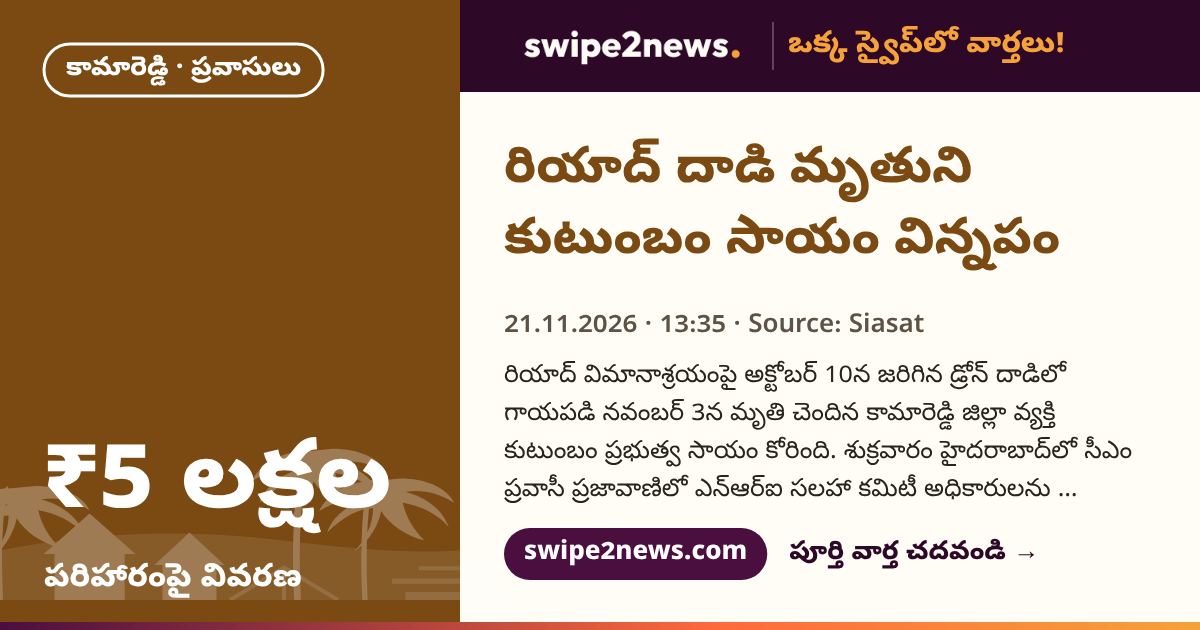 కామారెడ్డి · ప్రవాసులు
₹5 లక్షల
పరిహారంపై వివరణ
swipe2news.
ఒక్క స్వైప్‌లో వార్తలు!
రియాద్ దాడి మృతుని
కుటుంబం సాయం విన్నపం
21.11.2026 · 13:35 · Source: Siasat
రియాద్ విమానాశ్రయంపై అక్టోబర్ 10న జరిగిన డ్రోన్ దాడిలో
గాయపడి నవంబర్ 3న మృతి చెందిన కామారెడ్డి జిల్లా వ్యక్తి
కుటుంబం ప్రభుత్వ సాయం కోరింది. శుక్రవారం హైదరాబాద్‌లో సీఎం
ప్రవాసీ ప్రజావాణిలో ఎన్ఆర్ఐ సలహా కమిటీ అధికారులను ...
swipe2news.com
పూర్తి వార్త చదవండి →